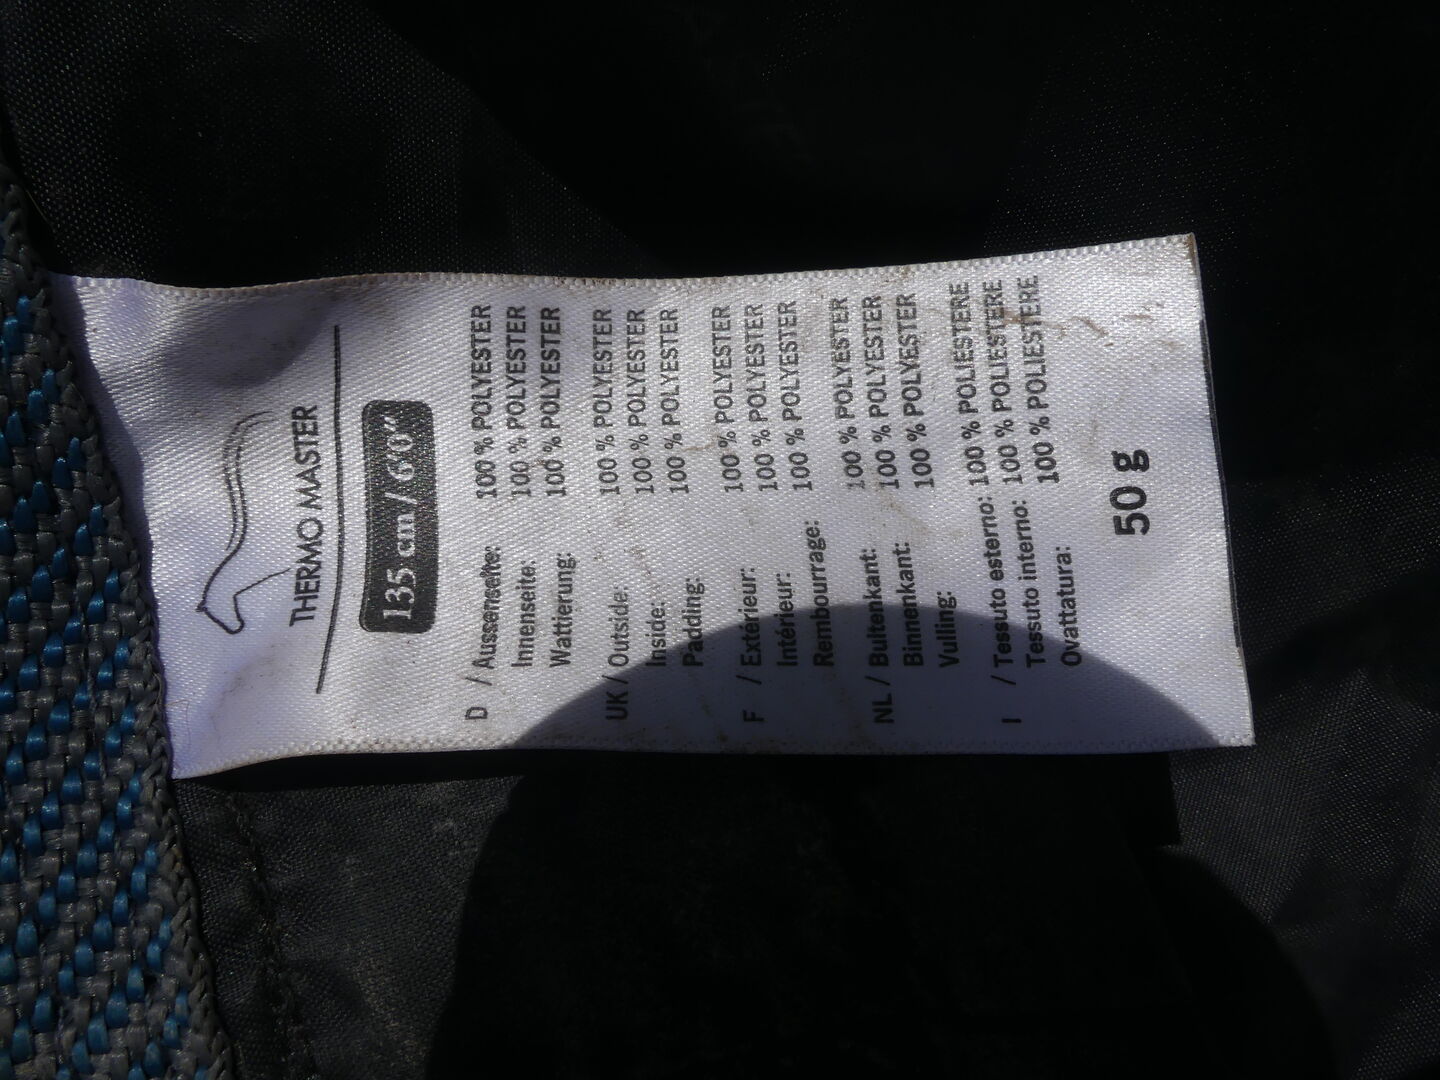 THERMO MASTER
135 cm / 6'0"
D / Aussenseite: 100 % POLYESTER
Innenseite: 100 % POLYESTER
Wattierung: 100 % POLYESTER
UK / Outside: 100 % POLYESTER
Inside: 100 % POLYESTER
Padding: 100 % POLYESTER
F / Extérieur: 100 % POLYESTER
Intérieur: 100 % POLYESTER
Rembourrage: 100 % POLYESTER
NL / Buitenkant: 100 % POLYESTER
Binnenkant: 100 % POLYESTER
Vulling: 100 % POLYESTER
I / Tessuto esterno: 100 % POLIESTERE
Tessuto interno: 100 % POLIESTERE
Ovattatura: 100 % POLIESTERE
50 g